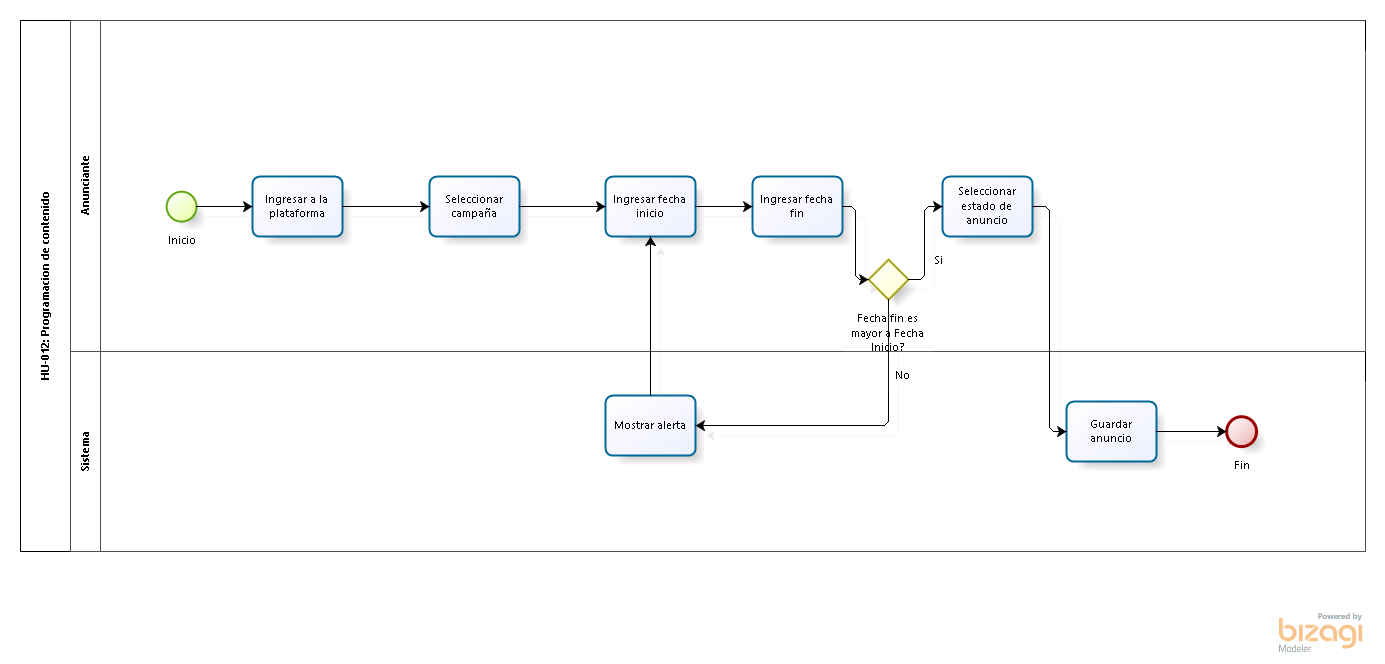 HU-012: Programacion de contenido
Anunciante
Inicio
Ingresar a la
plataforma
Seleccionar
campaña
Ingresar fecha
inicio
Ingresar fecha
fin
Seleccionar
estado de
anuncio
Si
Fecha fin es
mayor a Fecha
Inicio?
No
Sistema
Mostrar alerta
Guardar
anuncio
Fin
Powered by
bizagi
Modeler